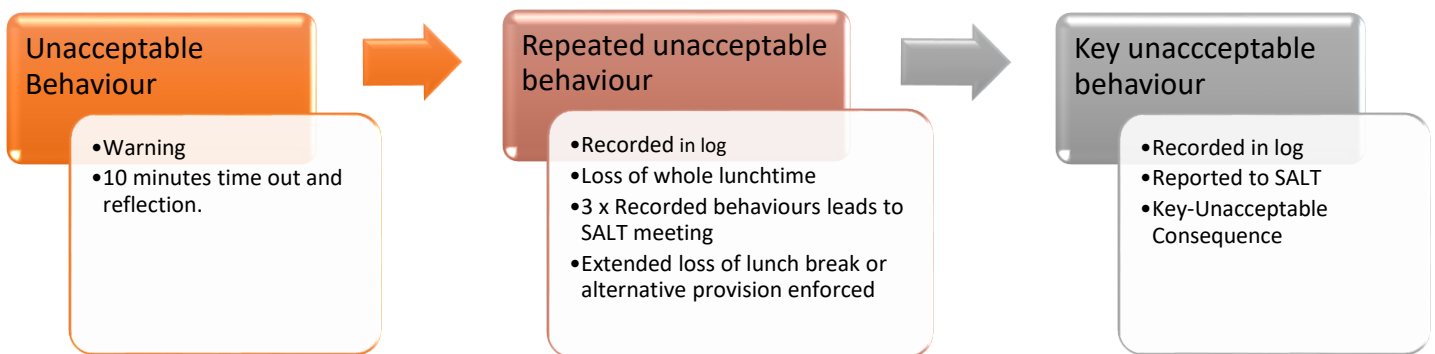 Unacceptable
Behaviour
•Warning
•10 minutes time out and
reflection.
Repeated unacceptable
behaviour
•Recorded in log
•Loss of whole lunchtime
•3 x Recorded behaviours leads to
SALT meeting
•Extended loss of lunch break or
alternative provision enforced
Key unaccceptable
behaviour
•Recorded in log
•Reported to SALT
•Key-Unacceptable
Consequence